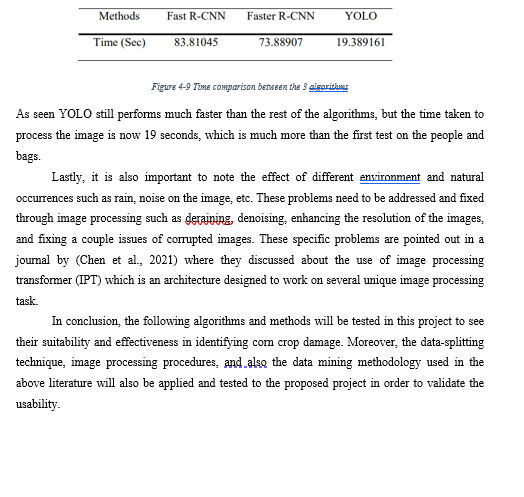 Methods Fast R-CNN Faster R-CNN YOLO
Time (Sec) 83.81045 73.88907 19.389161
Figure 4-9 Time comparison between the 3 algorithms
As seen YOLO still performs much faster than the rest of the algorithms, but the time taken to
process the image is now 19 seconds, which is much more than the first test on the people and
bags.
Lastly, it is also important to note the effect of different environment and natural
occurrences such as rain, noise on the image, etc. These problems need to be addressed and fixed
through image processing such as deraining, denoising, enhancing the resolution of the images,
and fixing a couple issues of corrupted images. These specific problems are pointed out in a
journal by (Chen et al., 2021) where they discussed about the use of image processing
transformer (IPT) which is an architecture designed to work on several unique image processing
task.
In conclusion, the following algorithms and methods will be tested in this project to see
their suitability and effectiveness in identifying corn crop damage. Moreover, the data-splitting
technique, image processing procedures, and also the data mining methodology used in the
above literature will also be applied and tested to the proposed project in order to validate the
usability.